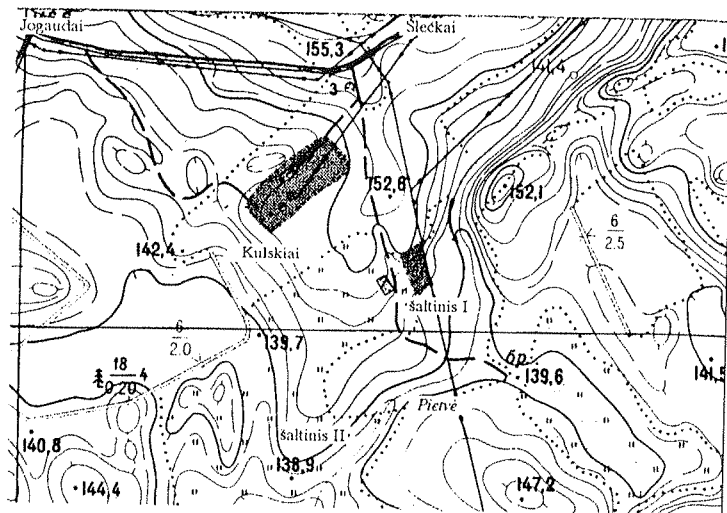 Jogaudai
155,3
Sleckai
141,4
3
152,8
152,1
142,4
Kulskiai
6
2.5
šaltinis I
6
2.0
139,7
бр.
18
0.20
4
139,6
141,5
Pietvė
140,8
šaltinis II
138,9
144,4
147,2